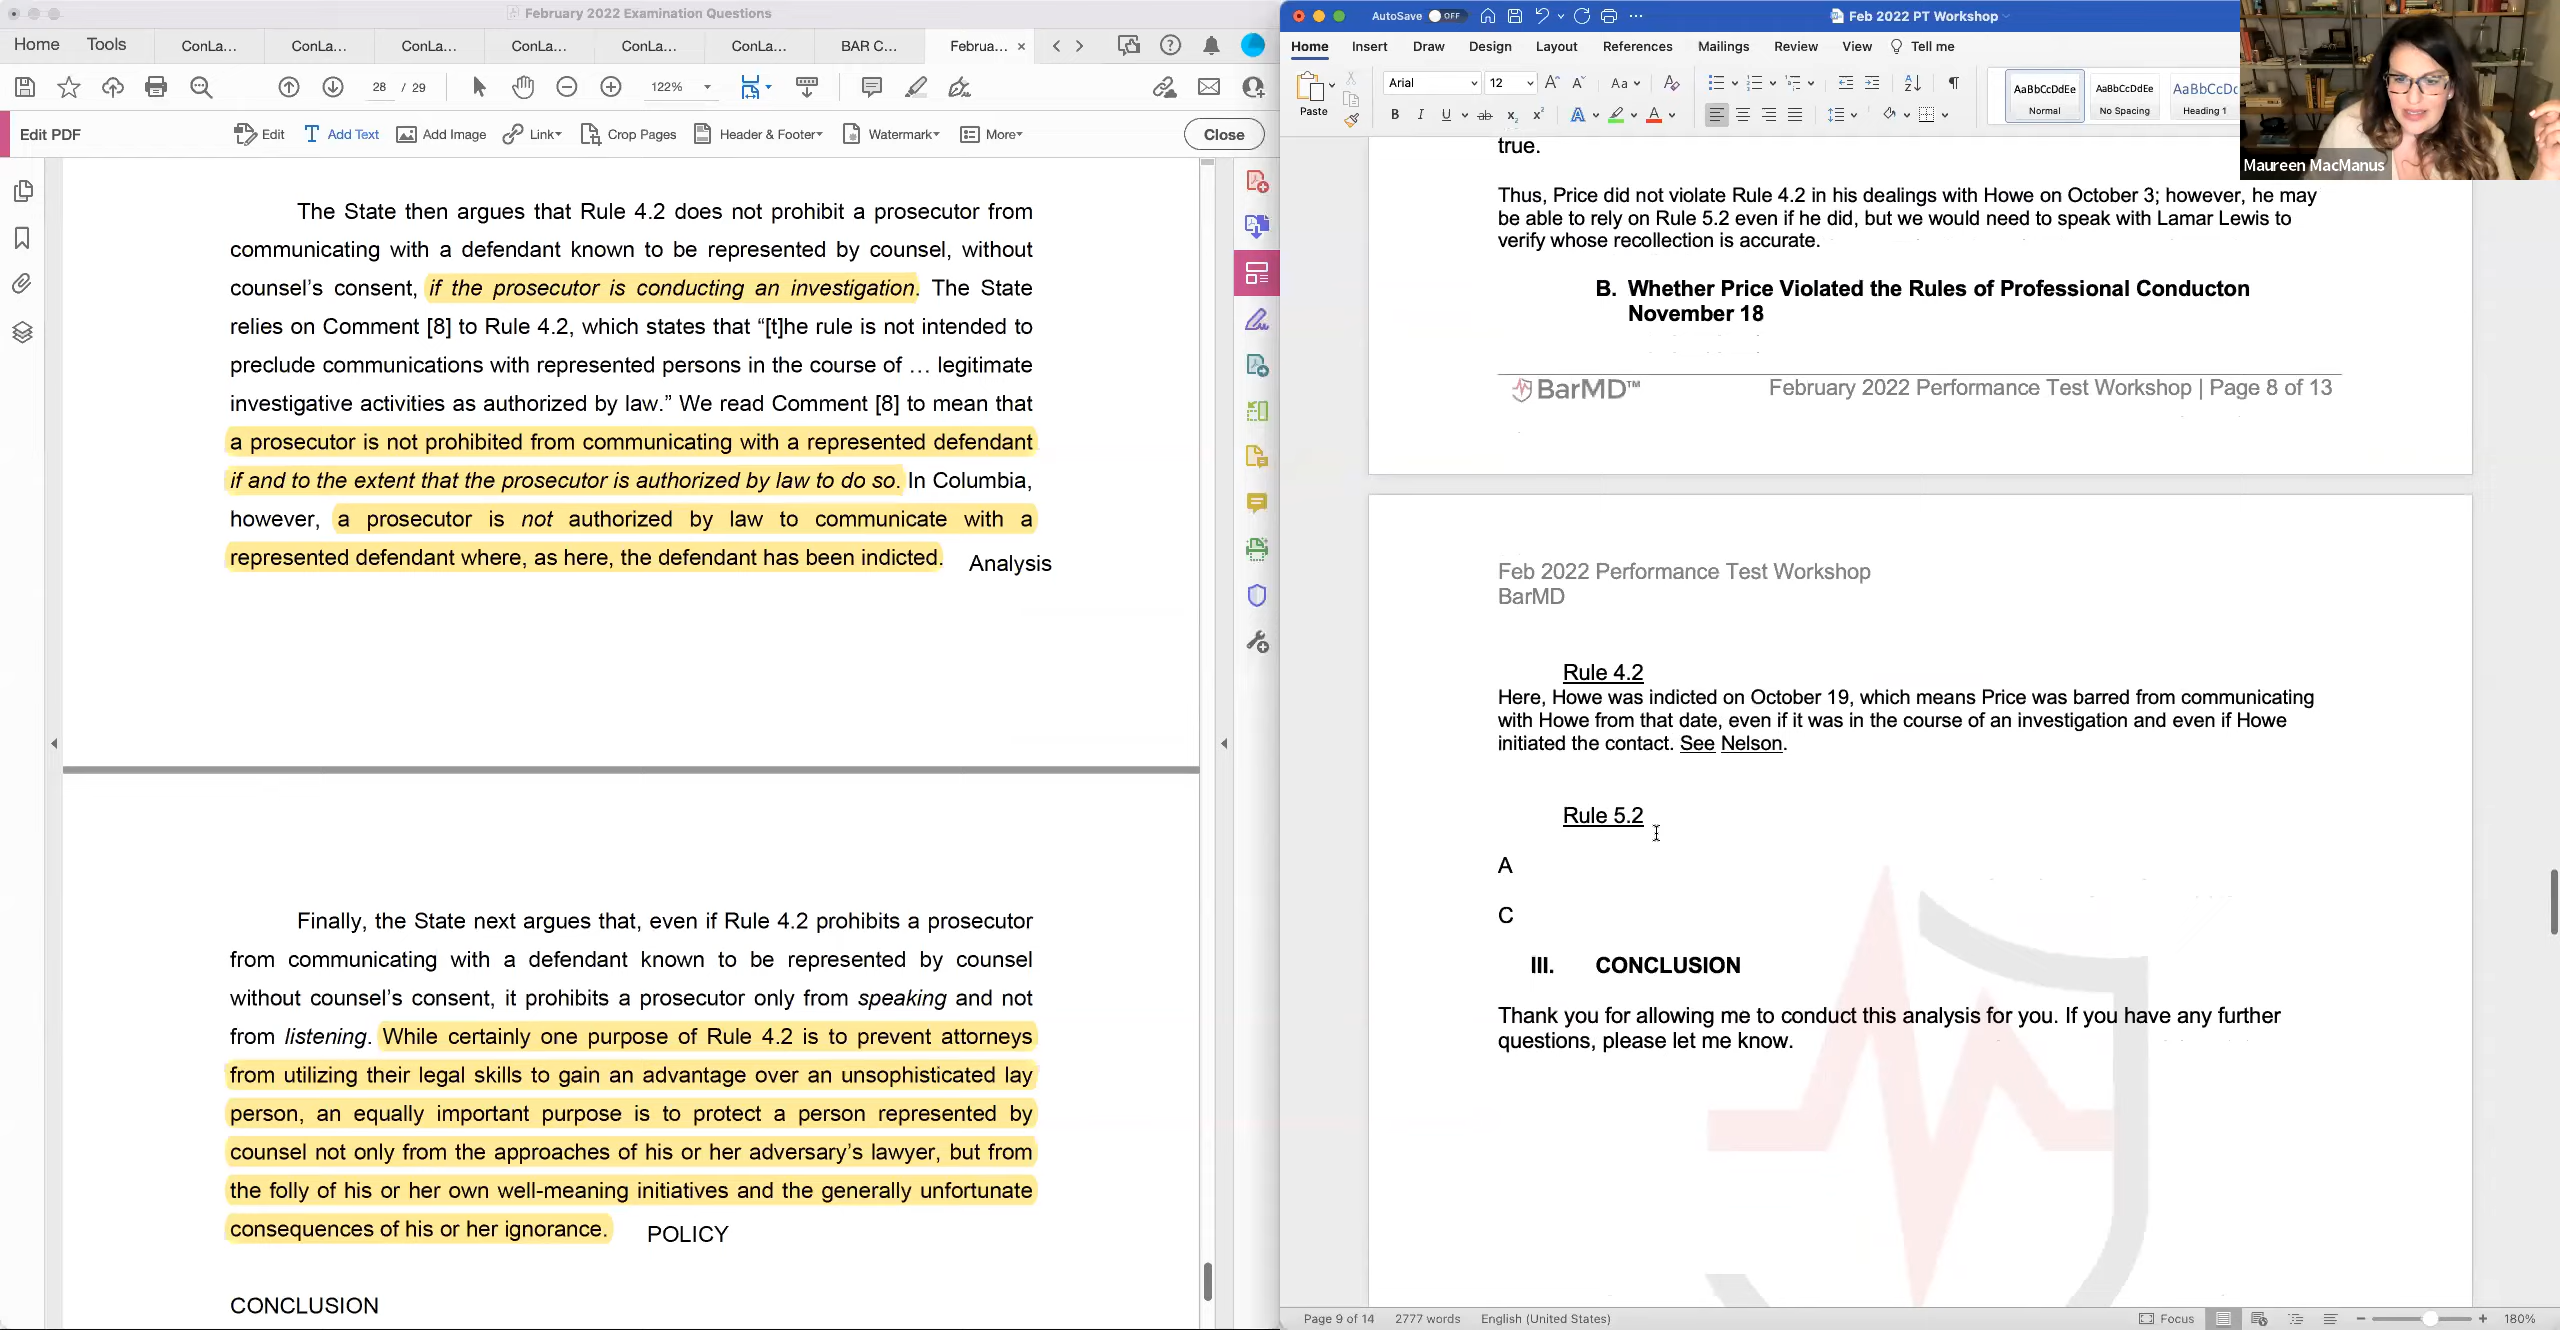 February 2022 Examination Questions
Home Tools ConLa... ConLa... ConLa... ConLa... ConLa... ConLa... BAR C... Februa... ×
28 / 29 122%
Edit PDF Edit Add Text Add Image Link Crop Pages Header & Footer Watermark More Close
The State then argues that Rule 4.2 does not prohibit a prosecutor from
communicating with a defendant known to be represented by counsel, without
counsel's consent, if the prosecutor is conducting an investigation. The State
relies on Comment [8] to Rule 4.2, which states that "[t]he rule is not intended to
preclude communications with represented persons in the course of … legitimate
investigative activities as authorized by law." We read Comment [8] to mean that
a prosecutor is not prohibited from communicating with a represented defendant
if and to the extent that the prosecutor is authorized by law to do so. In Columbia,
however, a prosecutor is not authorized by law to communicate with a
represented defendant where, as here, the defendant has been indicted. Analysis
Finally, the State next argues that, even if Rule 4.2 prohibits a prosecutor
from communicating with a defendant known to be represented by counsel
without counsel's consent, it prohibits a prosecutor only from speaking and not
from listening. While certainly one purpose of Rule 4.2 is to prevent attorneys
from utilizing their legal skills to gain an advantage over an unsophisticated lay
person, an equally important purpose is to protect a person represented by
counsel not only from the approaches of his or her adversary's lawyer, but from
the folly of his or her own well-meaning initiatives and the generally unfortunate
consequences of his or her ignorance. POLICY
CONCLUSION
AutoSave OFF Feb 2022 PT Workshop
Home Insert Draw Design Layout References Mailings Review View Tell me
Paste Arial 12 Aa
B I U ab x₂ x² A A
AaBbCcDdEe AaBbCcDdEe AaBbCcDc
Normal No Spacing Heading 1
Maureen MacManus
true.
Thus, Price did not violate Rule 4.2 in his dealings with Howe on October 3; however, he may
be able to rely on Rule 5.2 even if he did, but we would need to speak with Lamar Lewis to
verify whose recollection is accurate.
B. Whether Price Violated the Rules of Professional Conducton
November 18
BarMD™ February 2022 Performance Test Workshop | Page 8 of 13
Feb 2022 Performance Test Workshop
BarMD
Rule 4.2
Here, Howe was indicted on October 19, which means Price was barred from communicating
with Howe from that date, even if it was in the course of an investigation and even if Howe
initiated the contact. See Nelson.
Rule 5.2
A
C
III. CONCLUSION
Thank you for allowing me to conduct this analysis for you. If you have any further
questions, please let me know.
Page 9 of 14 2777 words English (United States) Focus 180%